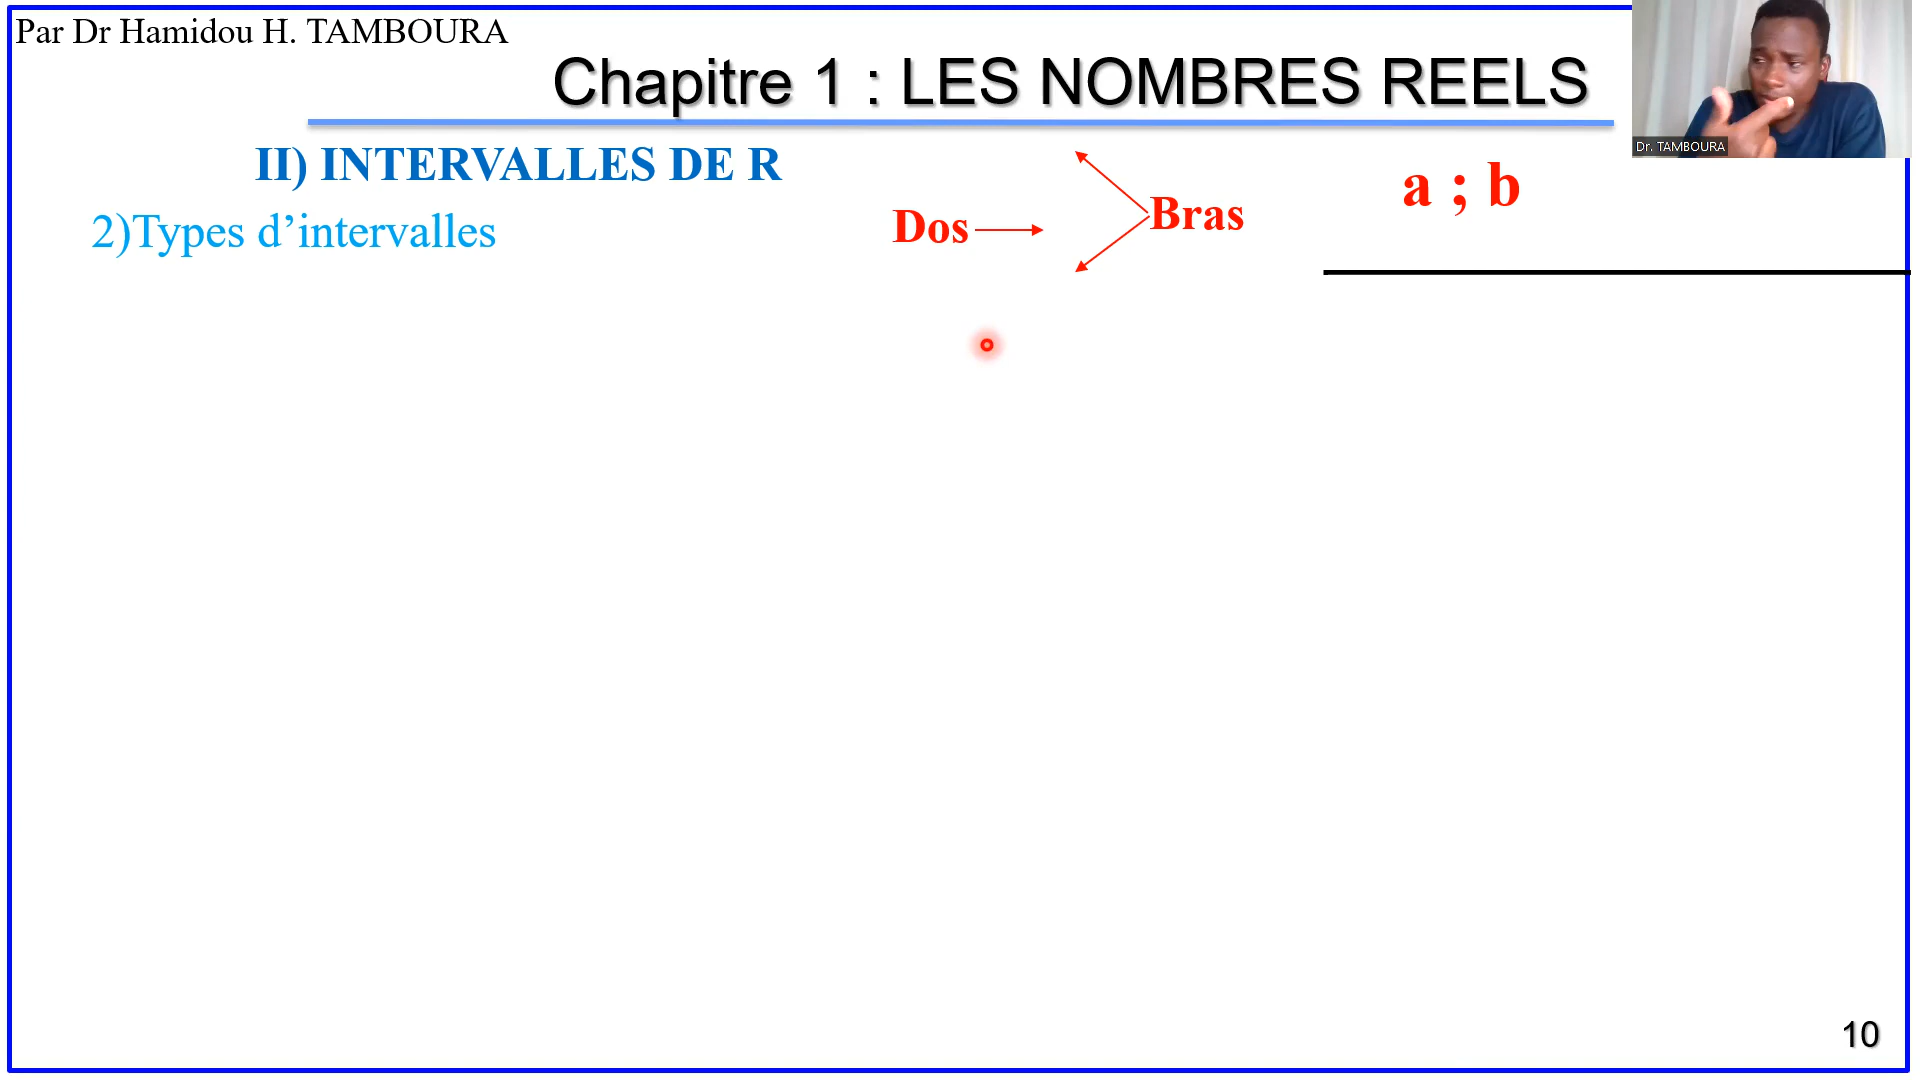 Par Dr Hamidou H. TAMBOURA
Chapitre 1 : LES NOMBRES REELS
Dr. TAMBOURA
II) INTERVALLES DE R
2)Types d’intervalles
Dos
Bras
a ; b
10